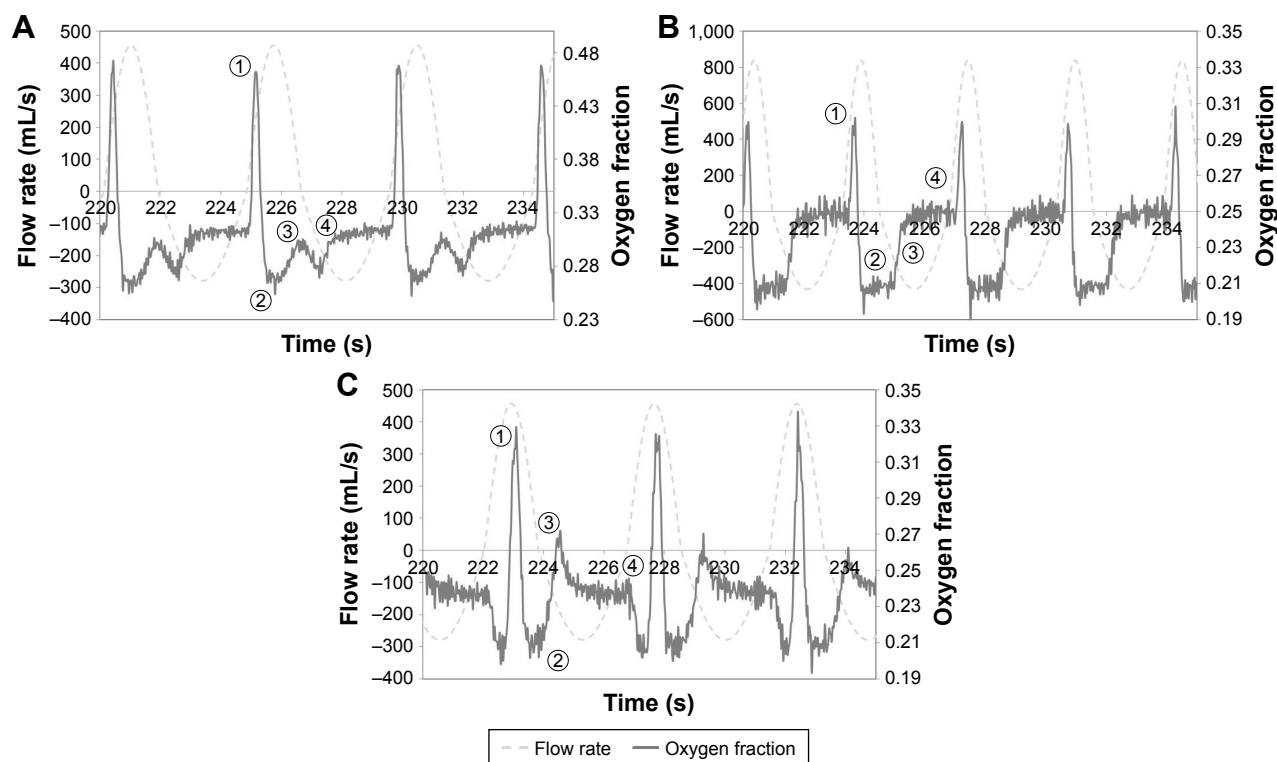 A
Flow rate (mL/s)
500
400
300
200
100
0
–100
–200
–300
–400
220 222 224 226 228 230 232 234
0.48
0.43
0.38
0.33
0.28
0.23
Oxygen fraction
Time (s)
① ② ③ ④
B
Flow rate (mL/s)
1,000
800
600
400
200
0
–200
–400
–600
220 222 224 226 228 230 232 234
0.35
0.33
0.31
0.29
0.27
0.25
0.23
0.21
0.19
Oxygen fraction
Time (s)
① ② ③ ④
C
Flow rate (mL/s)
500
400
300
200
100
0
–100
–200
–300
–400
220 222 224 226 228 230 232 234
0.35
0.33
0.31
0.29
0.27
0.25
0.23
0.21
0.19
Oxygen fraction
Time (s)
① ② ③ ④
Flow rate Oxygen fraction